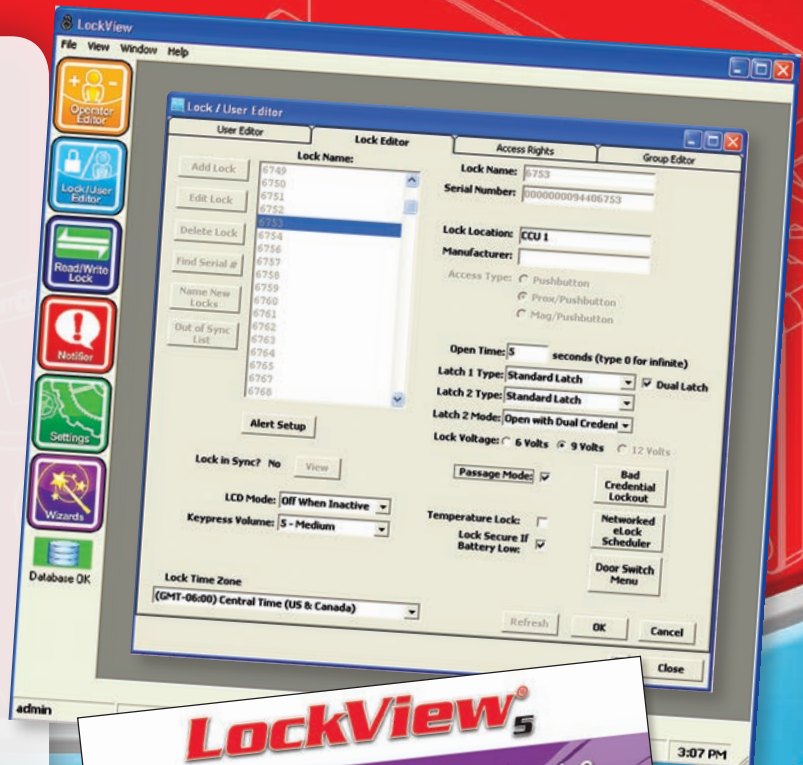 LockView
File View Window Help
Operator Editor
Lock/User Editor
Read/Write Lock
Notifier
Settings
Wizards
Database OK
Lock / User Editor
User Editor
Lock Editor
Access Rights
Group Editor
Lock Name:
Add Lock
Edit Lock
Delete Lock
Find Serial #
Name New Locks
Out of Sync List
6749
6750
6751
6752
6753
6754
6756
6757
6758
6759
6760
6761
6762
6763
6764
6765
6767
6768
Alert Setup
Lock in Sync? No View
LCD Mode: Off When Inactive
Keypress Volume: 5 - Medium
Lock Time Zone
(GMT-06:00) Central Time (US & Canada)
Lock Name: 6753
Serial Number: 0000000094406753
Lock Location: CCU 1
Manufacturer:
Access Type: Pushbutton
Prox/Pushbutton
Mag/Pushbutton
Open Time: 5 seconds (type 0 for infinite)
Latch 1 Type: Standard Latch Dual Latch
Latch 2 Type: Standard Latch
Latch 2 Mode: Open with Dual Credent
Lock Voltage: 6 Volts 9 Volts 12 Volts
Passage Mode:
Bad Credential Lockout
Temperature Lock:
Lock Secure If Battery Low:
Networked eLock Scheduler
Door Switch Menu
Refresh OK Cancel
Close
admin
3:07 PM
LockView® 5